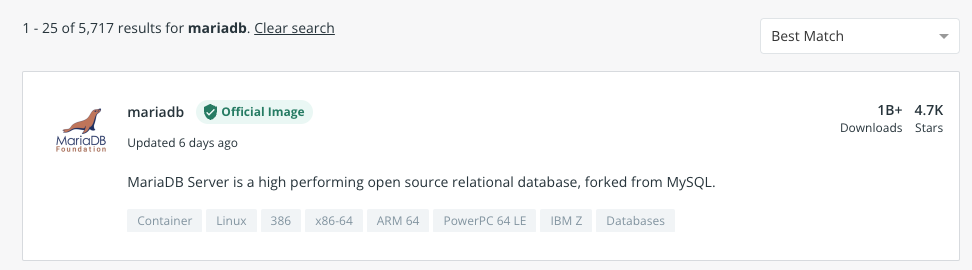 1 - 25 of 5,717 results for mariadb. Clear search
Best Match
MariaDB
Foundation
mariadb
Official Image
Updated 6 days ago
1B+
Downloads
4.7K
Stars
MariaDB Server is a high performing open source relational database, forked from MySQL.
Container Linux 386 x86-64 ARM 64 PowerPC 64 LE IBM Z Databases